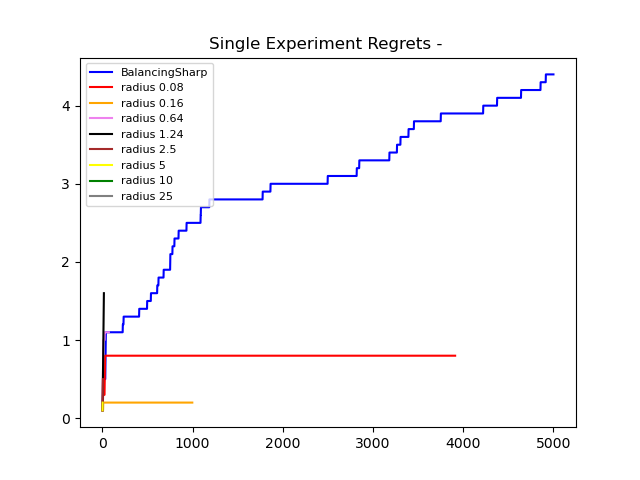 Single Experiment Regrets -
BalancingSharp
radius 0.08
radius 0.16
radius 0.64
radius 1.24
radius 2.5
radius 5
radius 10
radius 25
4
3
2
1
0
0 1000 2000 3000 4000 5000